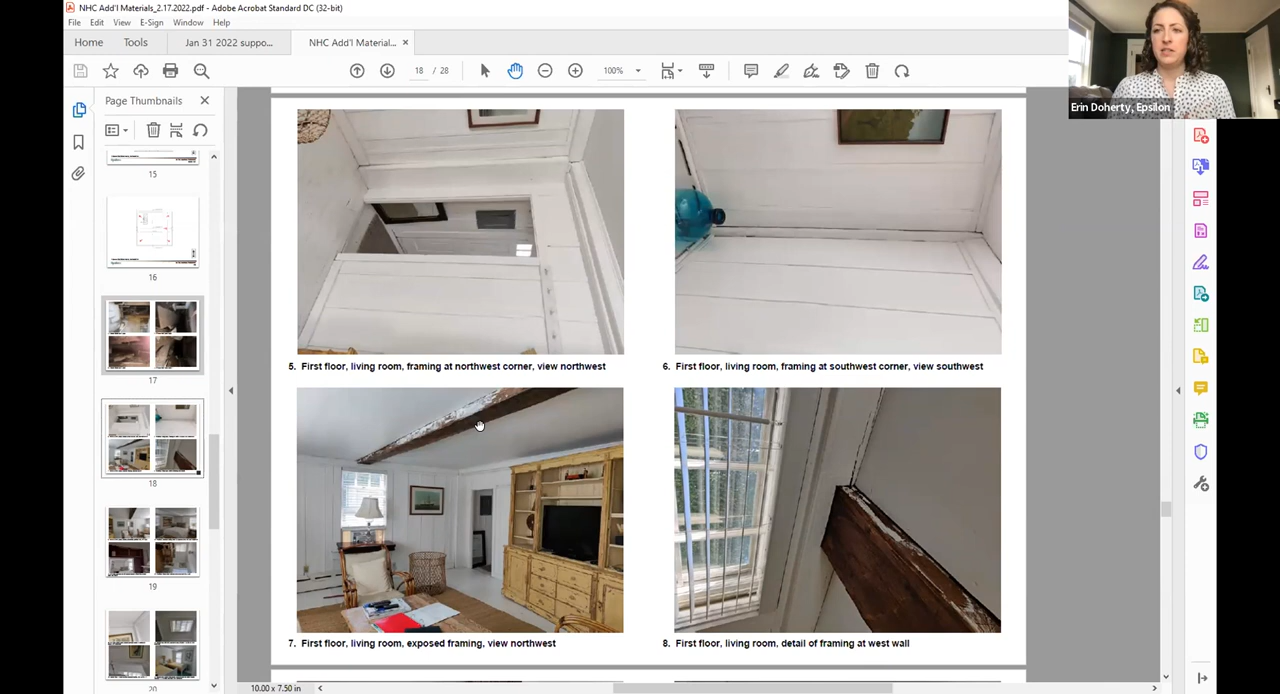 NHC Add'l Materials_2.17.2022.pdf - Adobe Acrobat Standard DC (32-bit)
File Edit View E-Sign Window Help
Home Tools Jan 31 2022 suppo... NHC Add'l Material... ×
18 / 28 100%
Erin Doherty, Epsilon
Page Thumbnails
15
16
17
18
19
20
5. First floor, living room, framing at northwest corner, view northwest
6. First floor, living room, framing at southwest corner, view southwest
7. First floor, living room, exposed framing, view northwest
8. First floor, living room, detail of framing at west wall
10.00 x 7.50 in